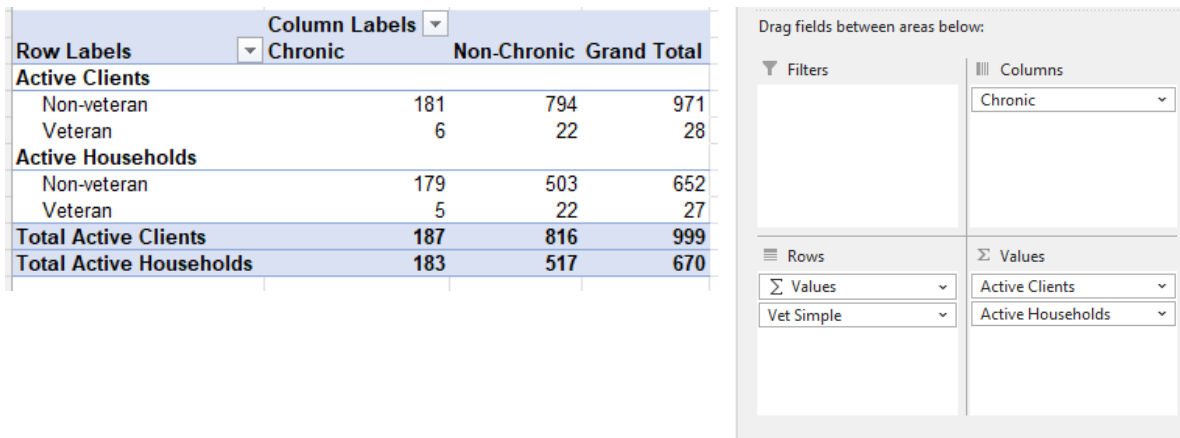 Column Labels
Row Labels Chronic Non-Chronic Grand Total
Active Clients
Non-veteran 181 794 971
Veteran 6 22 28
Active Households
Non-veteran 179 503 652
Veteran 5 22 27
Total Active Clients 187 816 999
Total Active Households 183 517 670
Drag fields between areas below:
Filters
Columns
Chronic
Rows
Σ Values
Vet Simple
Σ Values
Active Clients
Active Households